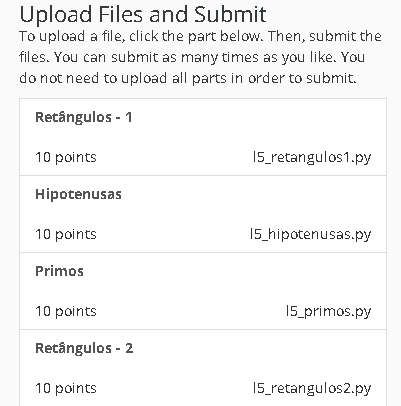 Upload Files and Submit
To upload a file, click the part below. Then, submit the
files. You can submit as many times as you like. You
do not need to upload all parts in order to submit.
Retângulos - 1
10 points l5_retangulos1.py
Hipotenusas
10 points l5_hipotenusas.py
Primos
10 points l5_primos.py
Retângulos - 2
10 points l5_retangulos2.py